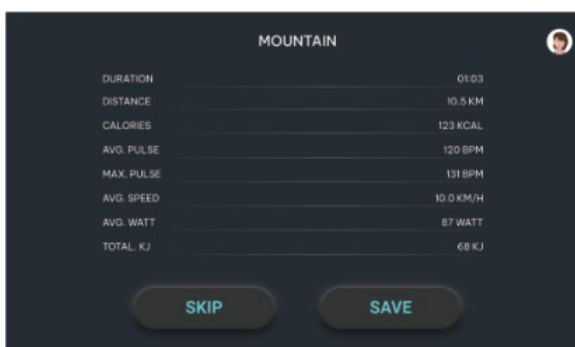 MOUNTAIN
DURATION 01:03
DISTANCE 10.5 KM
CALORIES 123 KCAL
AVG. PULSE 120 BPM
MAX. PULSE 131 BPM
AVG. SPEED 10.0 KM/H
AVG. WATT 87 WATT
TOTAL. KJ 68 KJ
SKIP SAVE